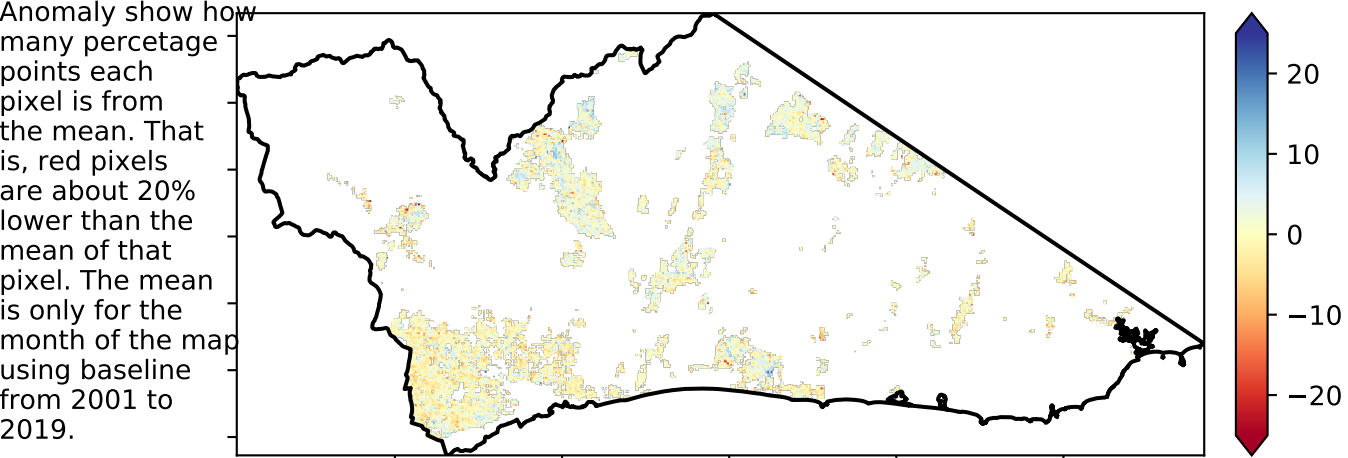 Anomaly show how
many percetage
points each
pixel is from
the mean. That
is, red pixels
are about 20%
lower than the
mean of that
pixel. The mean
is only for the
month of the map
using baseline
from 2001 to
2019.
20
10
0
−10
−20